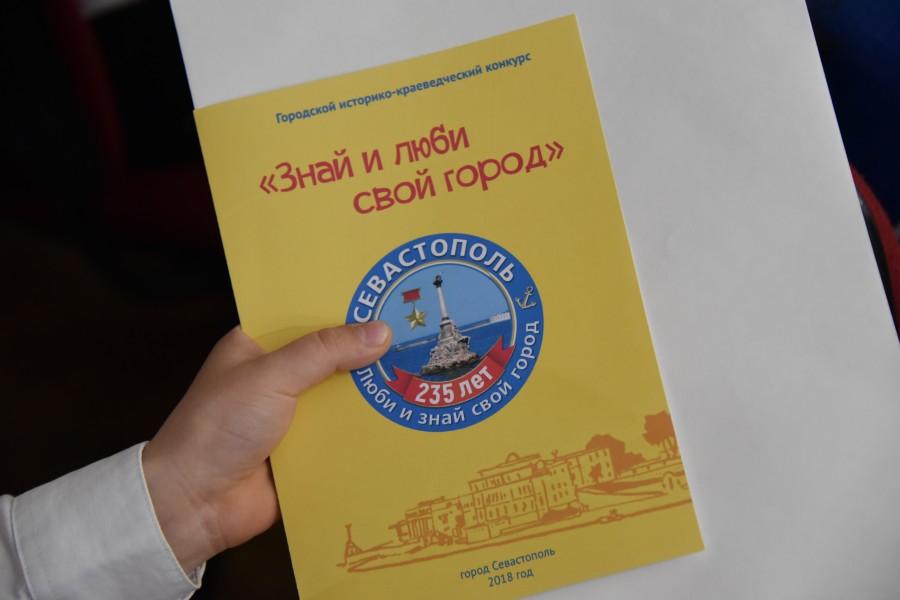 Городской историко-краеведческий конкурс
«Знай и люби
свой город»
СЕВАСТОПОЛЬ
235 лет
Люби и знай свой город
город Севастополь
2018 год